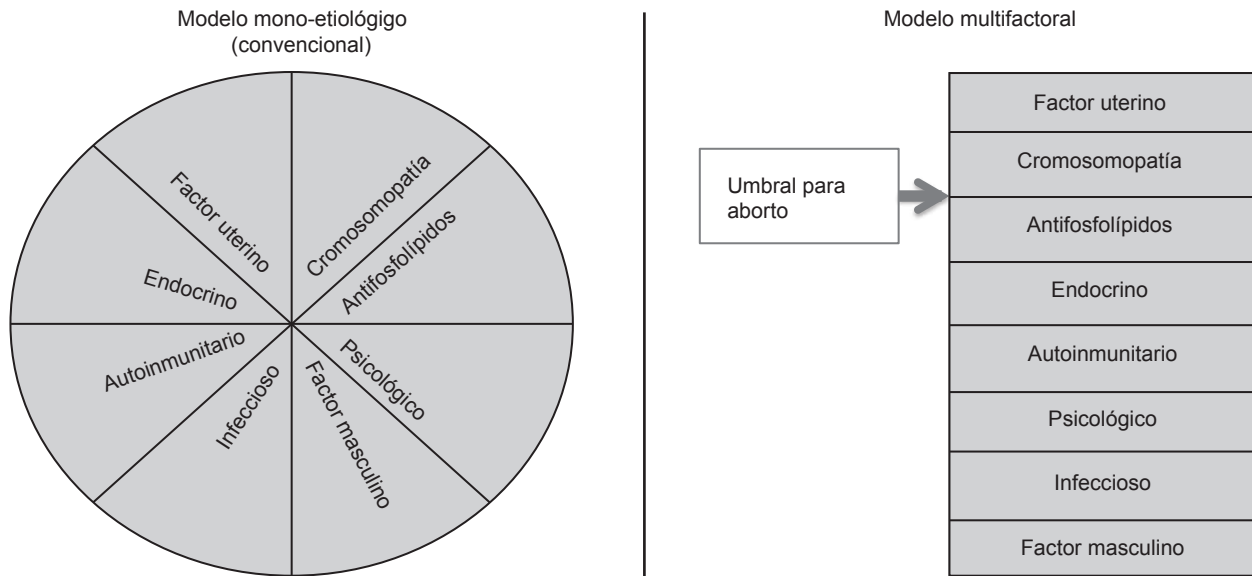 Modelo mono-etiológigo
(convencional)
Factor uterino
Cromosomopatía
Antifosfolípidos
Endocrino
Autoinmunitario
Infeccioso
Factor masculino
Psicológico
Modelo multifactoral
Umbral para
aborto
Factor uterino
Cromosomopatía
Antifosfolípidos
Endocrino
Autoinmunitario
Psicológico
Infeccioso
Factor masculino